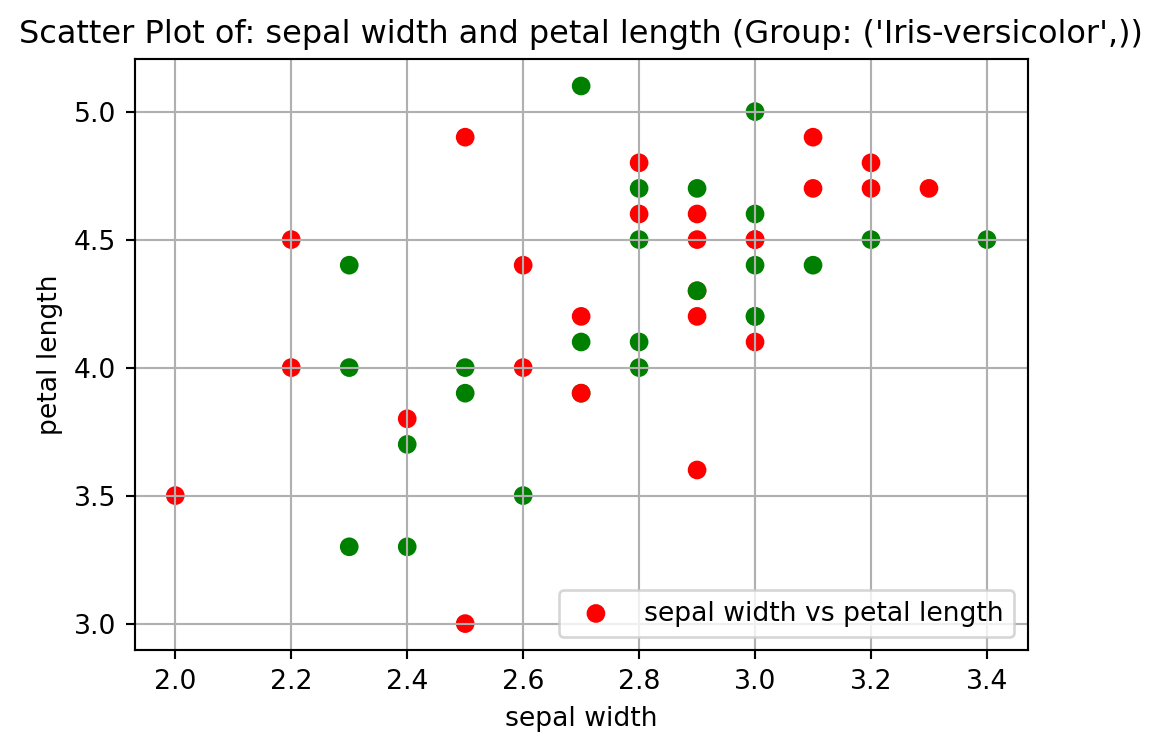 Scatter Plot of: sepal width and petal length (Group: ('Iris-versicolor',))
5.0
4.5
4.0
3.5
3.0
petal length
sepal width vs petal length
2.0 2.2 2.4 2.6 2.8 3.0 3.2 3.4
sepal width